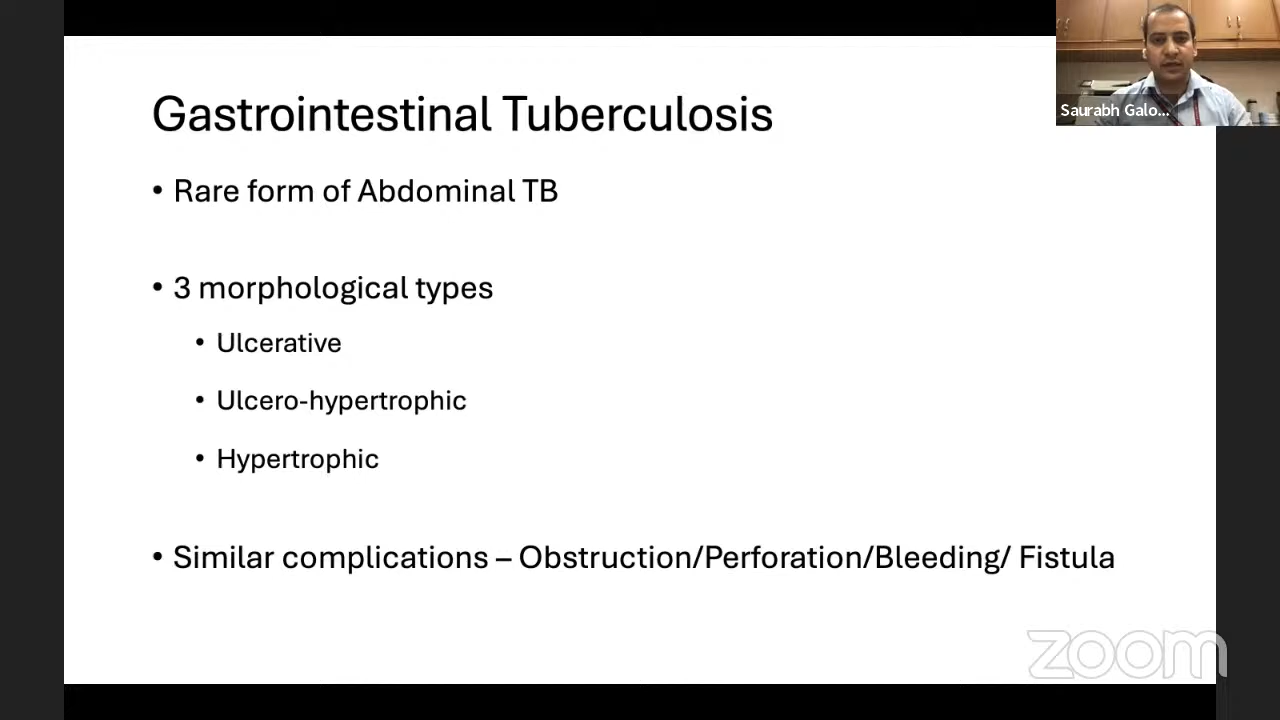 Gastrointestinal Tuberculosis
• Rare form of Abdominal TB
• 3 morphological types
• Ulcerative
• Ulcero-hypertrophic
• Hypertrophic
• Similar complications – Obstruction/Perforation/Bleeding/ Fistula
Saurabh Galo...
zoom